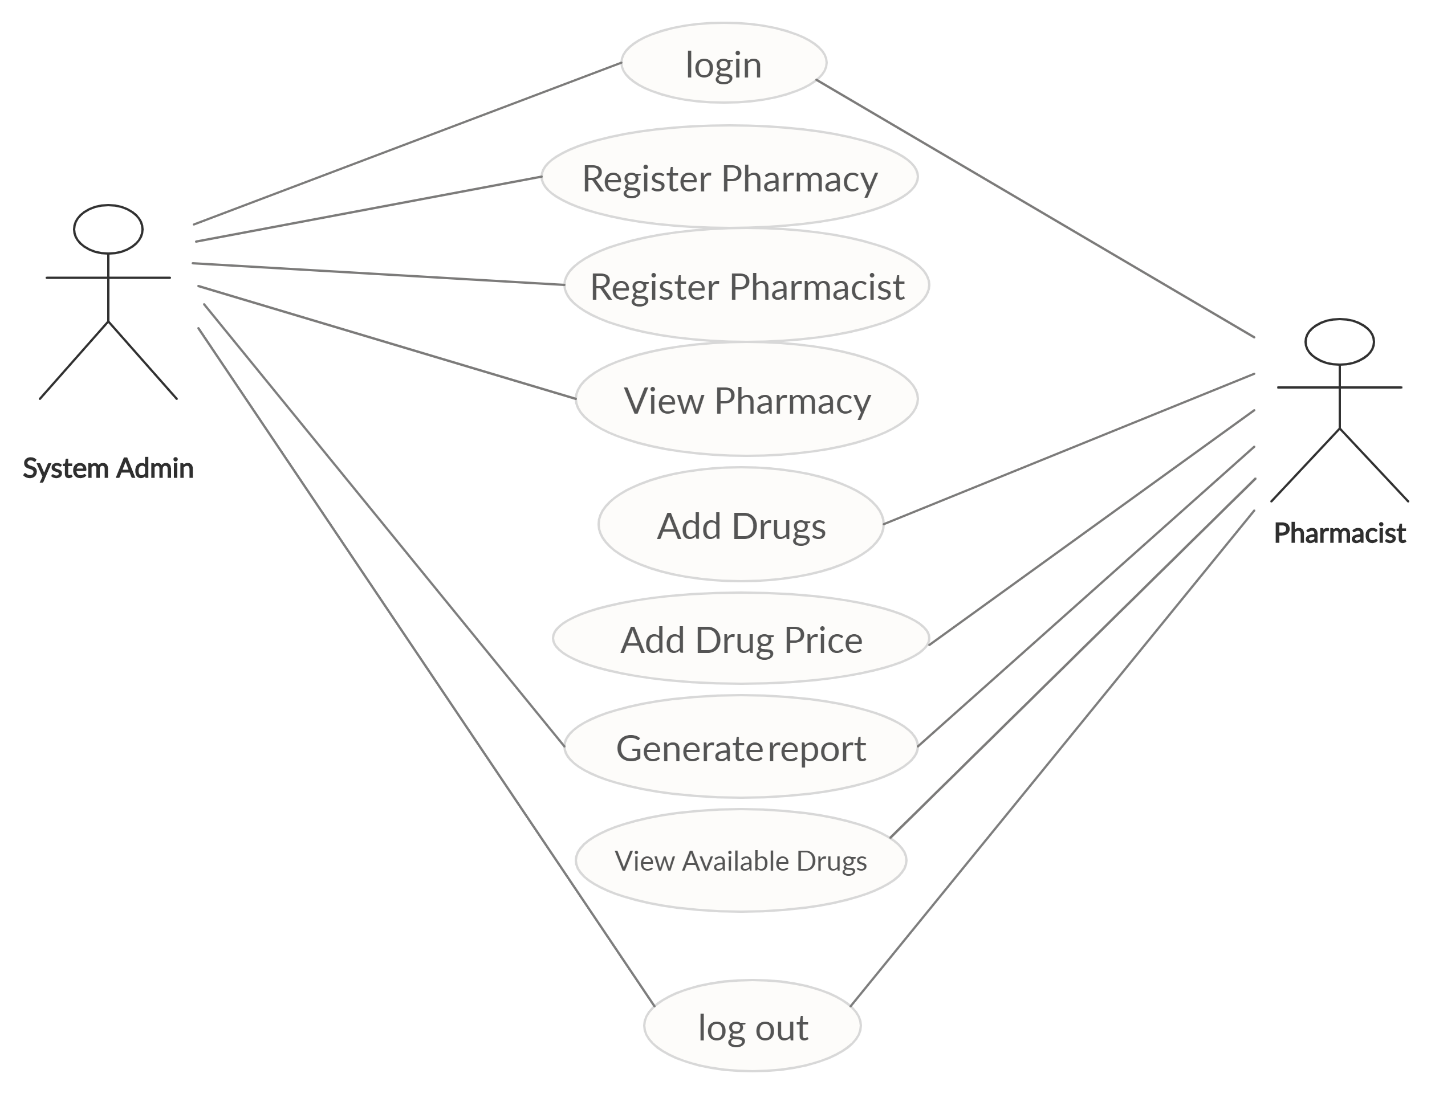 login
Register Pharmacy
Register Pharmacist
View Pharmacy
System Admin
Add Drugs
Pharmacist
Add Drug Price
Generate report
View Available Drugs
log out